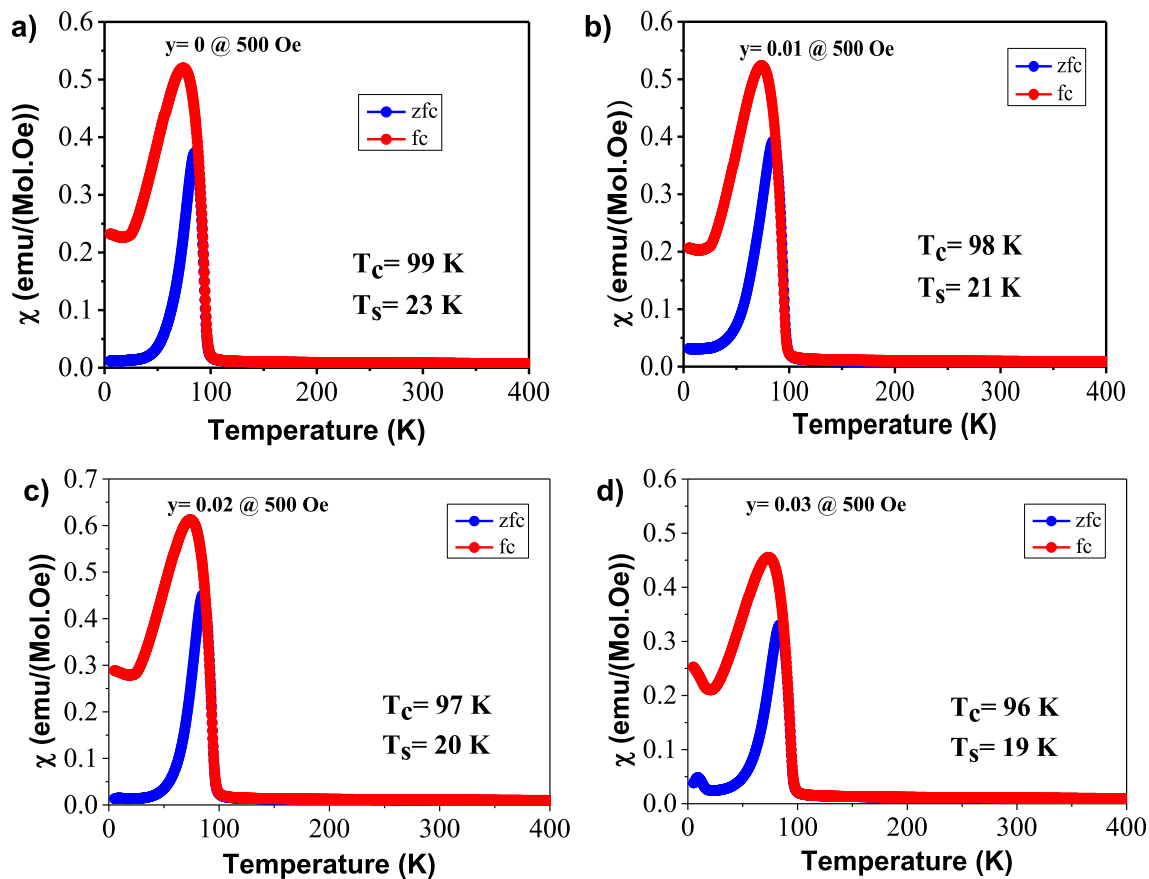 a)
y= 0 @ 500 Oe
zfc
fc
T_c= 99 K
T_s= 23 K
χ (emu/(Mol.Oe))
0.6
0.5
0.4
0.3
0.2
0.1
0.0
0 100 200 300 400
Temperature (K)
b)
y= 0.01 @ 500 Oe
zfc
fc
T_c= 98 K
T_s= 21 K
χ (emu/(Mol.Oe))
0.6
0.5
0.4
0.3
0.2
0.1
0.0
0 100 200 300 400
Temperature (K)
c)
y= 0.02 @ 500 Oe
zfc
fc
T_c= 97 K
T_s= 20 K
χ (emu/(Mol.Oe))
0.7
0.6
0.5
0.4
0.3
0.2
0.1
0.0
0 100 200 300 400
Temperature (K)
d)
y= 0.03 @ 500 Oe
zfc
fc
T_c= 96 K
T_s= 19 K
χ (emu/(Mol.Oe))
0.6
0.5
0.4
0.3
0.2
0.1
0.0
0 100 200 300 400
Temperature (K)